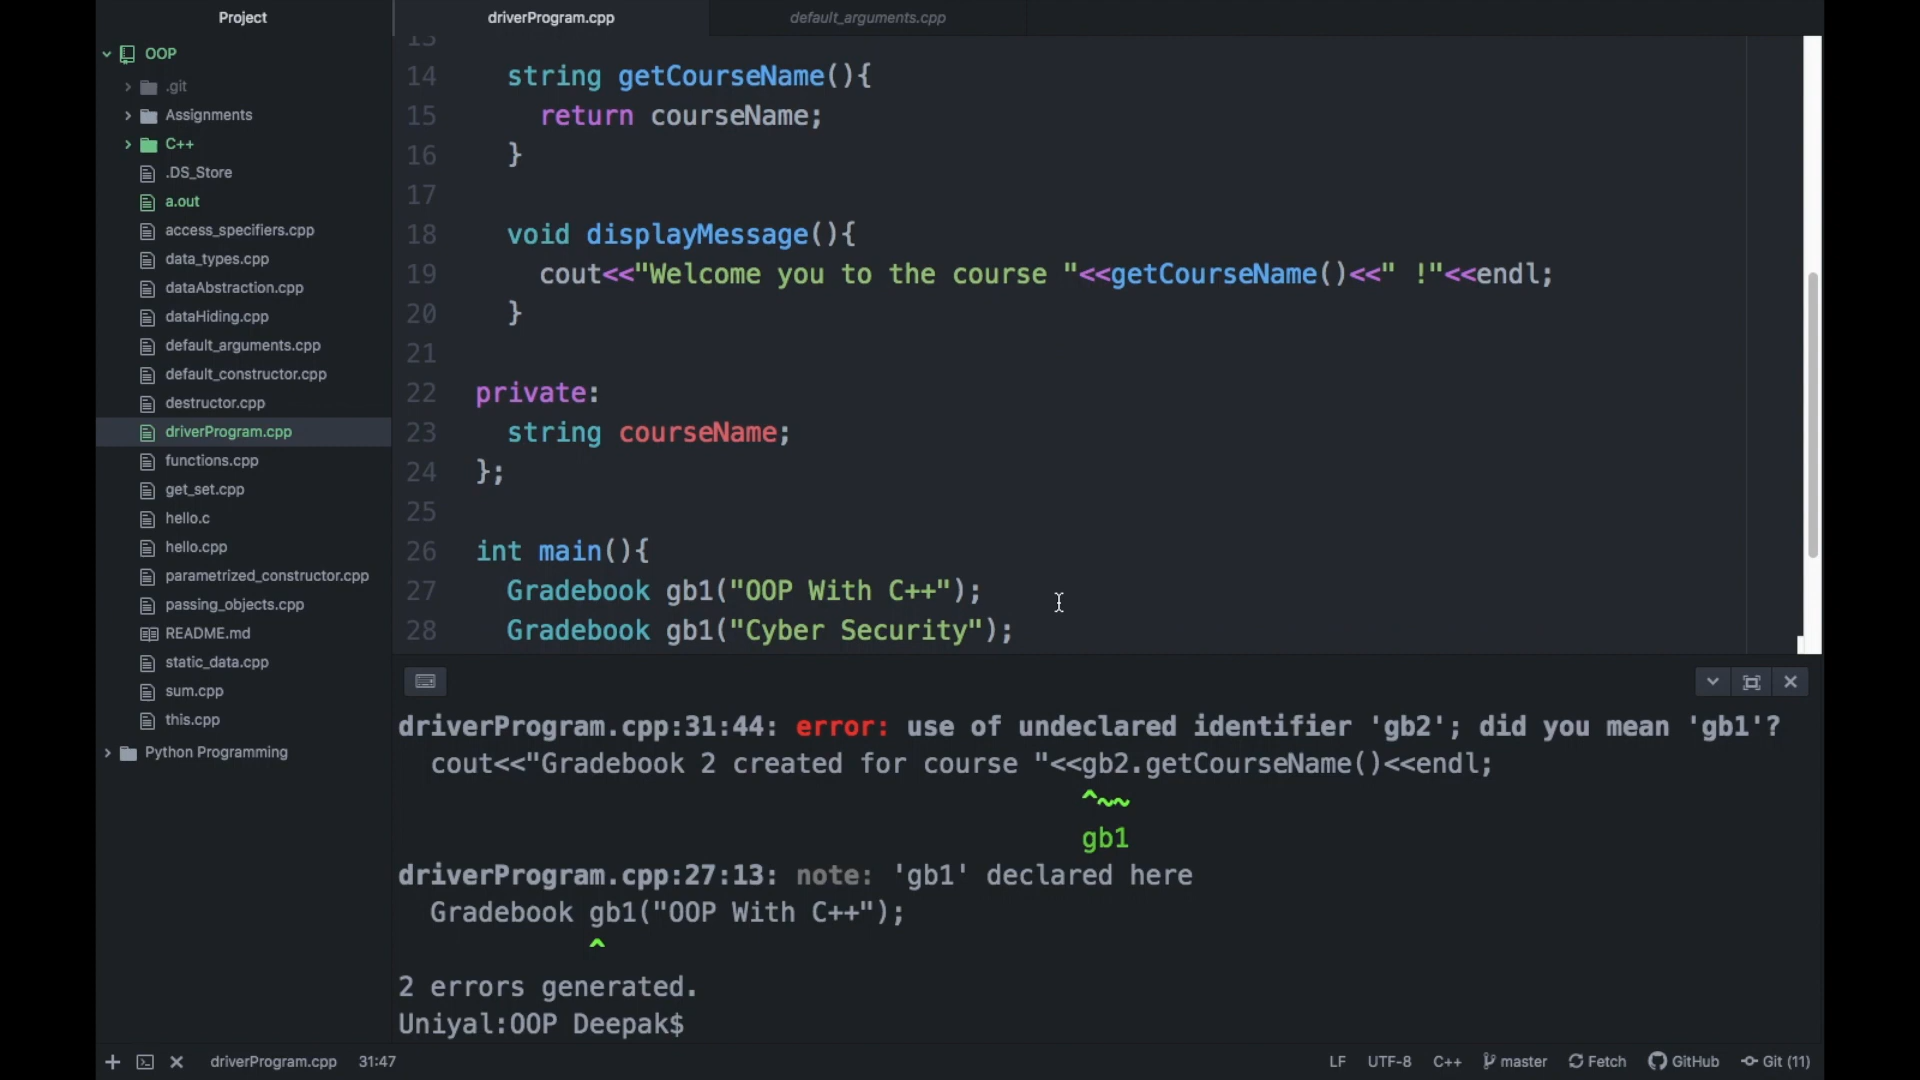 Project
driverProgram.cpp
default_arguments.cpp
OOP
.git
Assignments
C++
.DS_Store
a.out
access_specifiers.cpp
data_types.cpp
dataAbstraction.cpp
dataHiding.cpp
default_arguments.cpp
default_constructor.cpp
destructor.cpp
driverProgram.cpp
functions.cpp
get_set.cpp
hello.c
hello.cpp
parametrized_constructor.cpp
passing_objects.cpp
README.md
static_data.cpp
sum.cpp
this.cpp
Python Programming
13
14 string getCourseName(){
15 return courseName;
16 }
17
18 void displayMessage(){
19 cout<<"Welcome you to the course "<<getCourseName()<<" !"<<endl;
20 }
21
22 private:
23 string courseName;
24 };
25
26 int main(){
27 Gradebook gb1("OOP With C++");
28 Gradebook gb1("Cyber Security");
driverProgram.cpp:31:44: error: use of undeclared identifier 'gb2'; did you mean 'gb1'?
cout<<"Gradebook 2 created for course "<<gb2.getCourseName()<<endl;
^~~
gb1
driverProgram.cpp:27:13: note: 'gb1' declared here
Gradebook gb1("OOP With C++");
^
2 errors generated.
Uniyal:OOP Deepak$
driverProgram.cpp 31:47
LF UTF-8 C++ master Fetch GitHub Git (11)